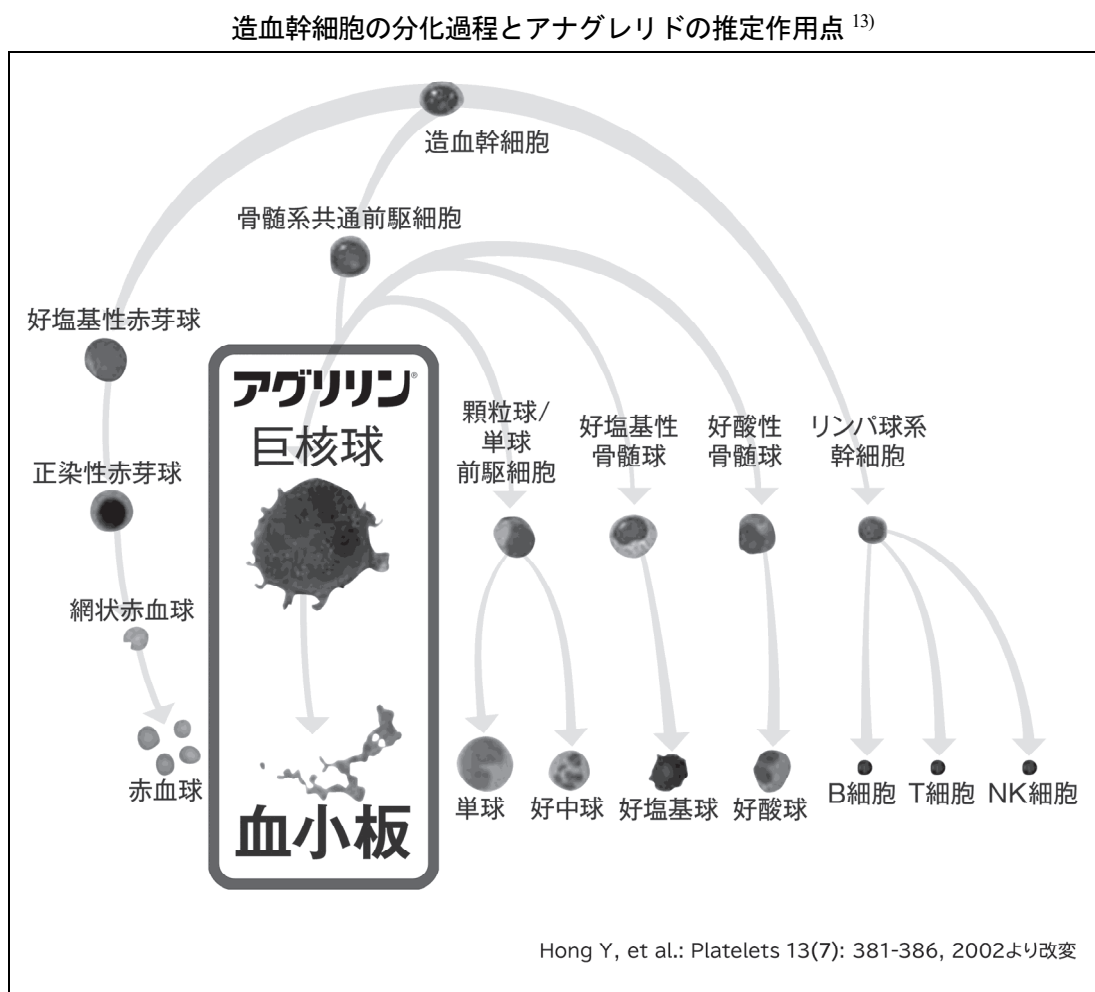 造血幹細胞の分化過程とアナグレリドの推定作用点 13)
造血幹細胞
骨髄系共通前駆細胞
好塩基性赤芽球
アグリリン®
巨核球
顆粒球/
単球
前駆細胞
好塩基性
骨髄球
好酸性
骨髄球
リンパ球系
幹細胞
正染性赤芽球
網状赤血球
赤血球
血小板
単球
好中球
好塩基球
好酸球
B細胞
T細胞
NK細胞
Hong Y, et al.: Platelets 13(7): 381-386, 2002より改変